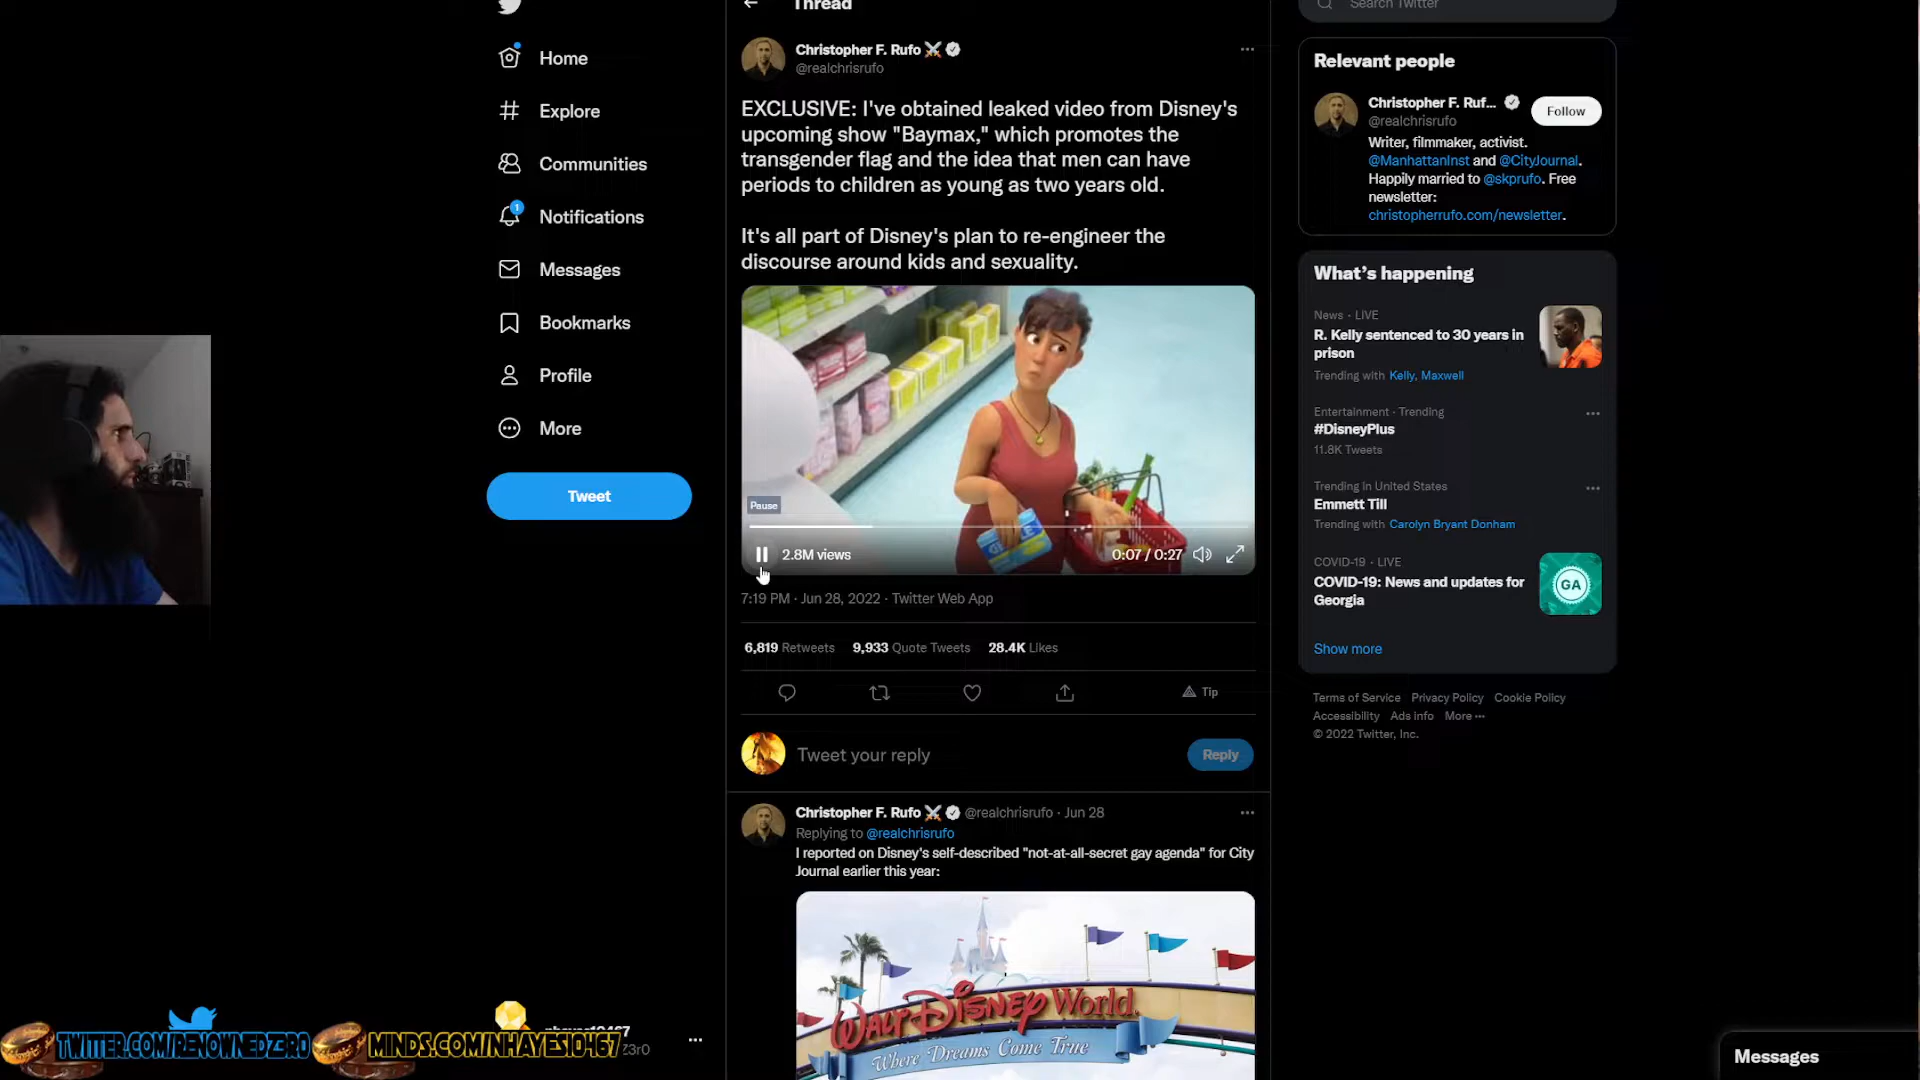 Thread
Search Twitter
Home
Explore
Communities
Notifications
1
Messages
Bookmarks
Profile
More
Tweet
Christopher F. Rufo
@realchrisrufo
EXCLUSIVE: I've obtained leaked video from Disney's
upcoming show "Baymax," which promotes the
transgender flag and the idea that men can have
periods to children as young as two years old.
It's all part of Disney's plan to re-engineer the
discourse around kids and sexuality.
Pause
2.8M views
0:07 / 0:27
7:19 PM · Jun 28, 2022 · Twitter Web App
6,819 Retweets 9,933 Quote Tweets 28.4K Likes
Tip
Tweet your reply
Reply
Christopher F. Rufo @realchrisrufo · Jun 28
Replying to @realchrisrufo
I reported on Disney's self-described "not-at-all-secret gay agenda" for City
Journal earlier this year:
WALT DISNEY World
Where Dreams Come True
Relevant people
Christopher F. Ruf...
@realchrisrufo
Follow
Writer, filmmaker, activist.
@ManhattanInst and @CityJournal.
Happily married to @skprufo. Free
newsletter:
christopherrufo.com/newsletter.
What's happening
News · LIVE
R. Kelly sentenced to 30 years in
prison
Trending with Kelly, Maxwell
Entertainment · Trending
#DisneyPlus
11.8K Tweets
Trending in United States
Emmett Till
Trending with Carolyn Bryant Donham
COVID-19 · LIVE
COVID-19: News and updates for
Georgia
GA
Show more
Terms of Service Privacy Policy Cookie Policy
Accessibility Ads info More ···
© 2022 Twitter, Inc.
TWITTER.COM/RENOWNEDZ3R0
MINDS.COM/NHAYES10467
Messages